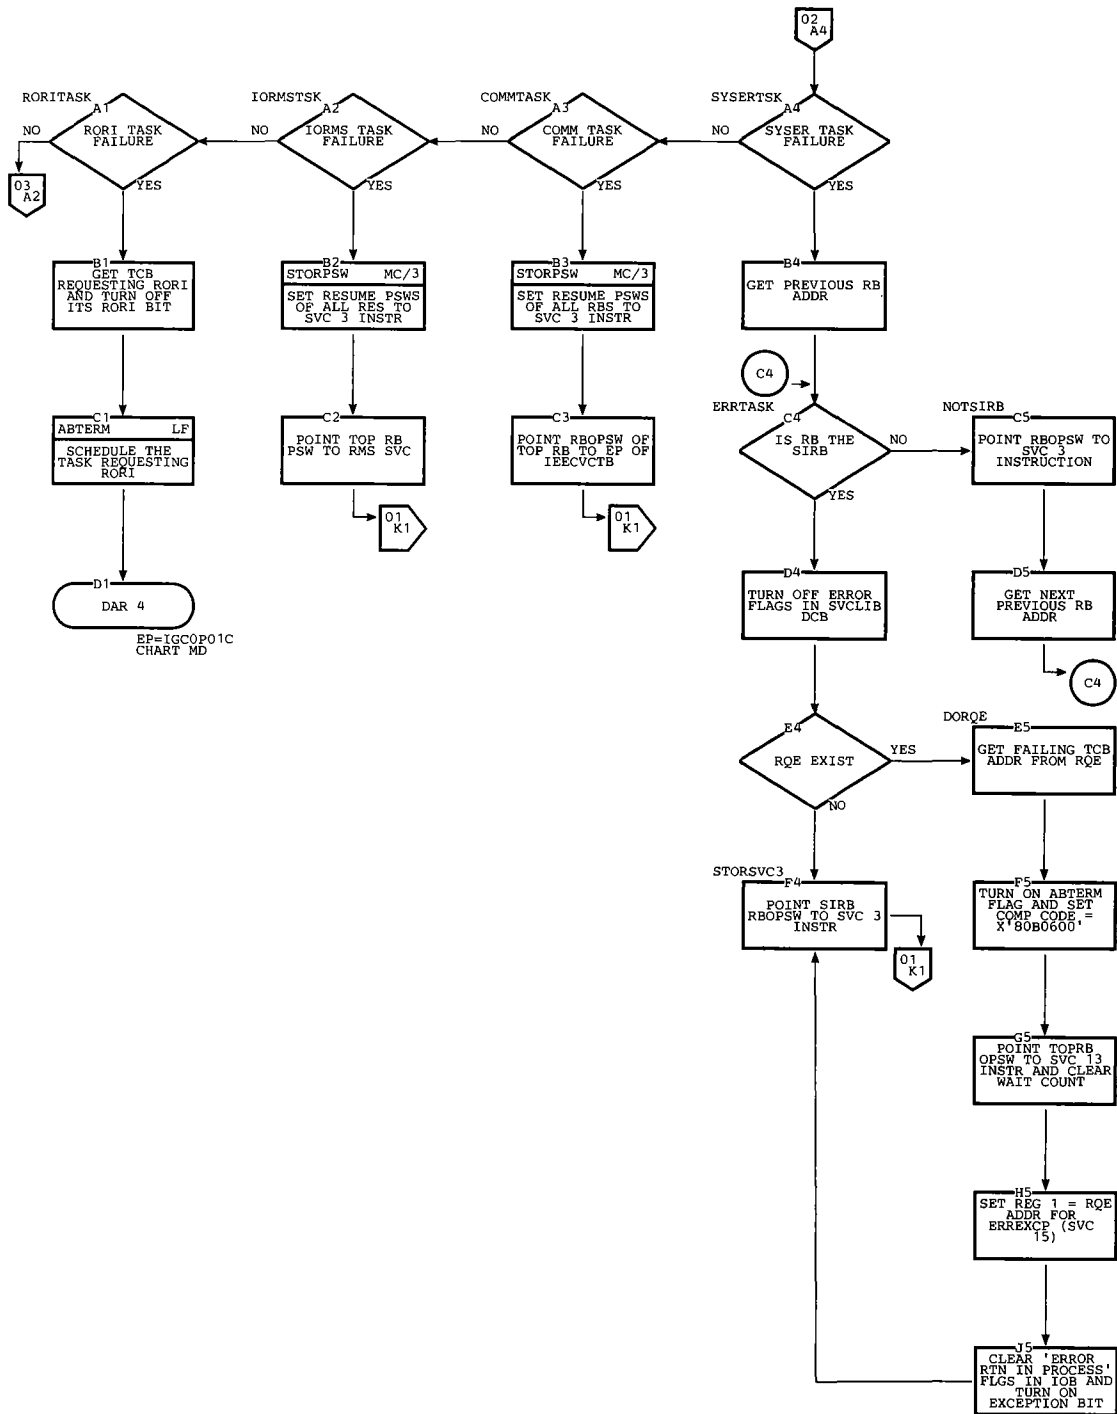 02
A4
RORITASK
A1
RORI TASK
FAILURE
NO
YES
IORMSTSK
A2
IORMS TASK
FAILURE
NO
YES
COMMTASK
A3
COMM TASK
FAILURE
NO
YES
SYSERTSK
A4
SYSER TASK
FAILURE
NO
YES
03
A2
B1
GET TCB
REQUESTING RORI
AND TURN OFF
ITS RORI BIT
B2
STORPSW MC/3
SET RESUME PSWS
OF ALL RES TO
SVC 3 INSTR
B3
STORPSW MC/3
SET RESUME PSWS
OF ALL RBS TO
SVC 3 INSTR
B4
GET PREVIOUS RB
ADDR
C4
C1
ABTERM LF
SCHEDULE THE
TASK REQUESTING
RORI
C2
POINT TOP RB
PSW TO RMS SVC
C3
POINT RBOPSW OF
TOP RB TO EP OF
IEECVCTB
ERRTASK
C4
IS RB THE
SIRB
NO
YES
NOTSIRB
C5
POINT RBOPSW TO
SVC 3
INSTRUCTION
01
K1
01
K1
D1
DAR 4
EP=IGC0P01C
CHART MD
D4
TURN OFF ERROR
FLAGS IN SVCLIB
DCB
D5
GET NEXT
PREVIOUS RB
ADDR
C4
E4
RQE EXIST
YES
NO
DORQE
E5
GET FAILING TCB
ADDR FROM RQE
STORSVC3
F4
POINT SIRB
RBOPSW TO SVC 3
INSTR
01
K1
F5
TURN ON ABTERM
FLAG AND SET
COMP CODE =
X'80B0600'
G5
POINT TOPRB
OPSW TO SVC 13
INSTR AND CLEAR
WAIT COUNT
H5
SET REG 1 = RQE
ADDR FOR
ERREXCP (SVC
15)
J5
CLEAR 'ERROR
RTN IN PROCESS'
FLGS IN IOB AND
TURN ON
EXCEPTION BIT